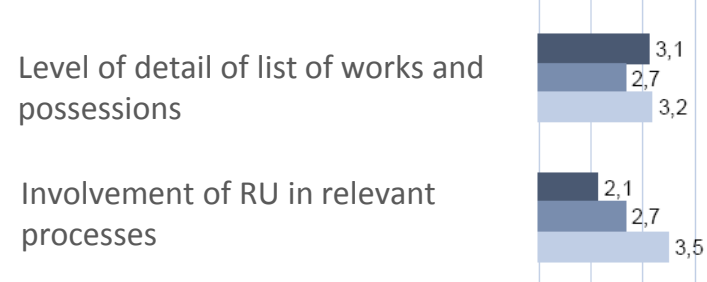 Level of detail of list of works and
possessions
3,1
2,7
3,2
Involvement of RU in relevant
processes
2,1
2,7
3,5